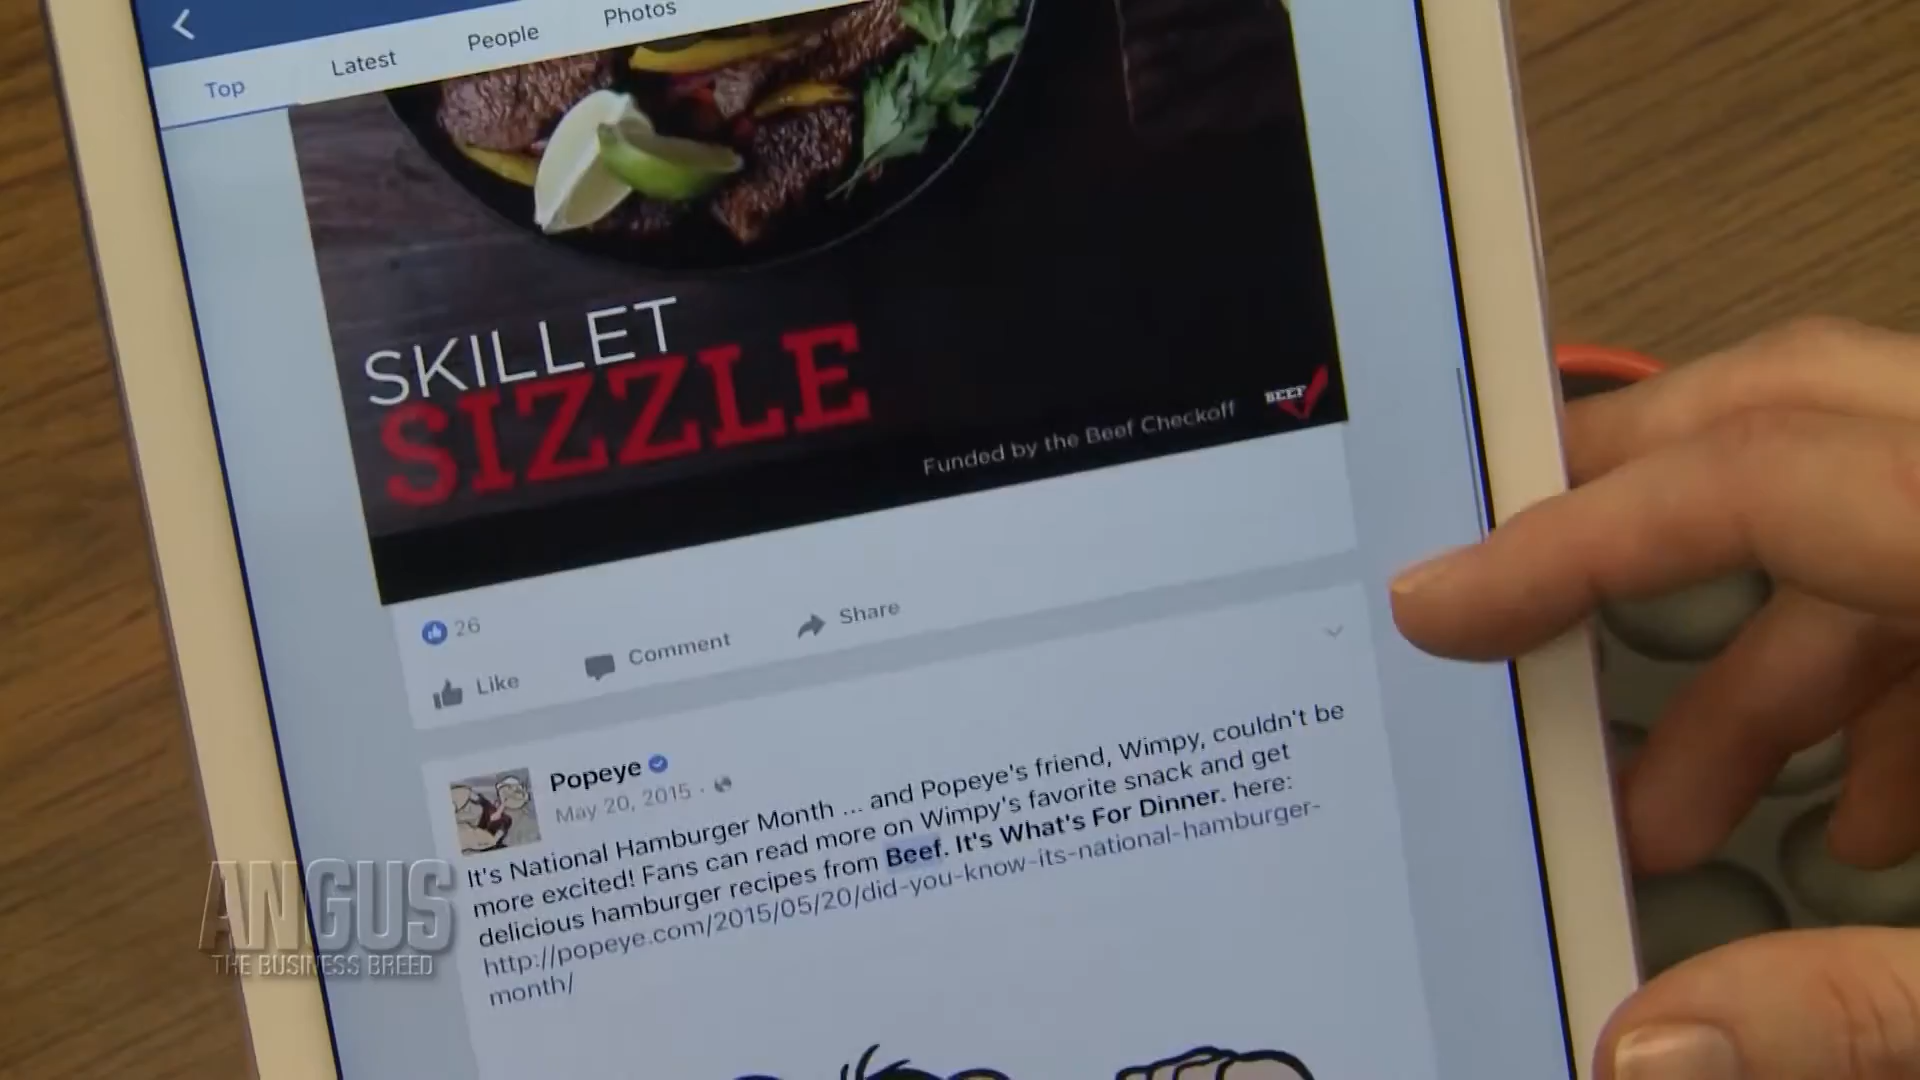 Top
Latest
People
Photos
SKILLET
SIZZLE
Funded by the Beef Checkoff
BEEF
26
Like
Comment
Share
Popeye
May 20, 2015 ·
It's National Hamburger Month ... and Popeye's friend, Wimpy, couldn't be
more excited! Fans can read more on Wimpy's favorite snack and get
delicious hamburger recipes from Beef. It's What's For Dinner. here:
http://popeye.com/2015/05/20/did-you-know-its-national-hamburger-
month/
ANGUS
THE BUSINESS BREED